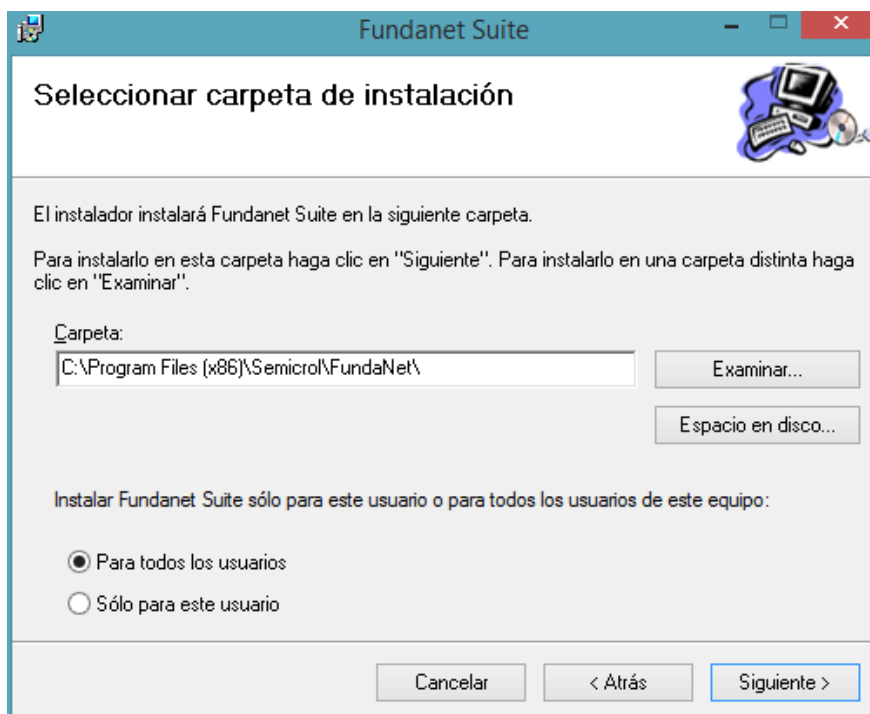 Fundanet Suite
Seleccionar carpeta de instalación
El instalador instalará Fundanet Suite en la siguiente carpeta.
Para instalarlo en esta carpeta haga clic en "Siguiente". Para instalarlo en una carpeta distinta haga
clic en "Examinar".
Carpeta:
C:\Program Files (x86)\Semicrol\FundaNet\
Examinar...
Espacio en disco...
Instalar Fundanet Suite sólo para este usuario o para todos los usuarios de este equipo:
Para todos los usuarios
Sólo para este usuario
Cancelar
< Atrás
Siguiente >